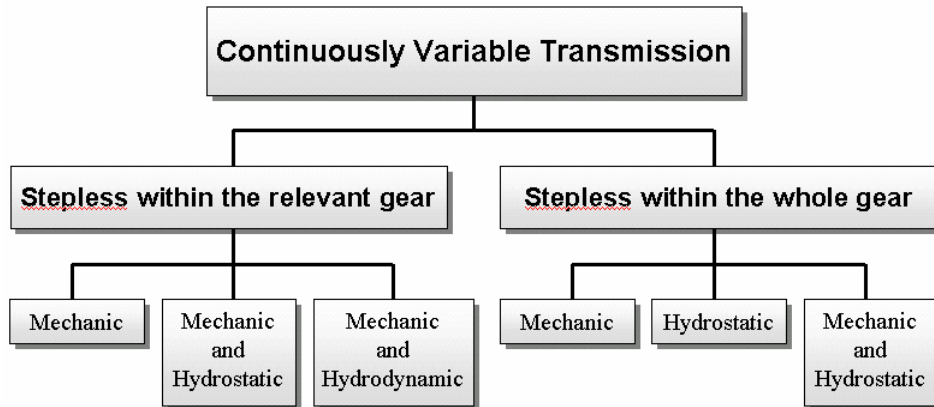 Continuously Variable Transmission
Stepless within the relevant gear
Stepless within the whole gear
Mechanic
Mechanic
and
Hydrostatic
Mechanic
and
Hydrodynamic
Mechanic
Hydrostatic
Mechanic
and
Hydrostatic